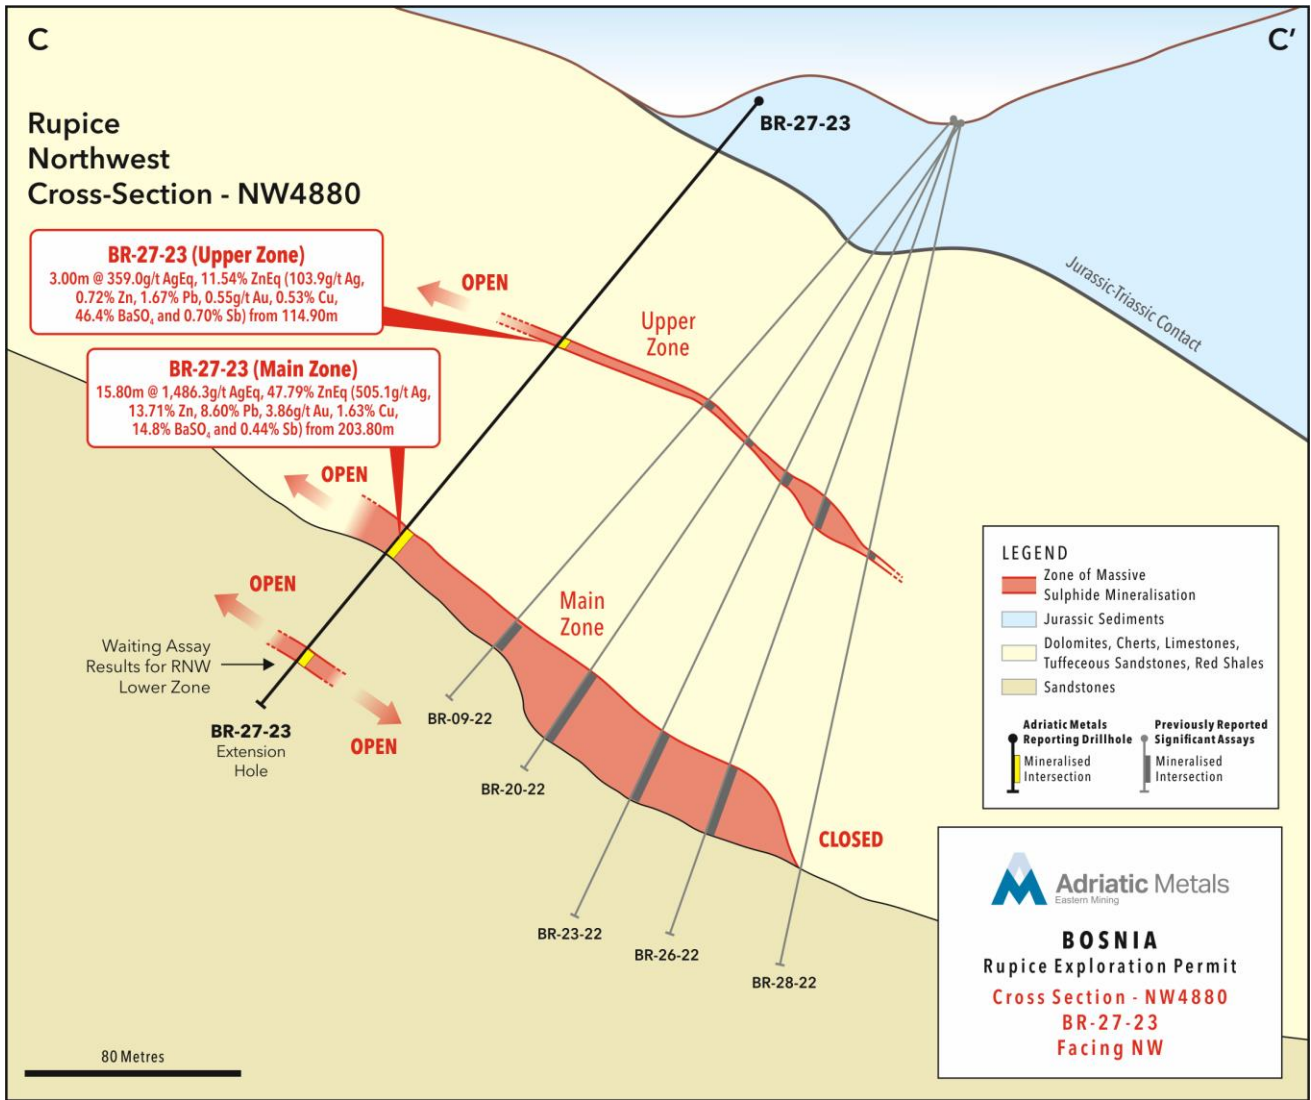 C
C'
Rupice
Northwest
Cross-Section - NW4880
BR-27-23
BR-27-23 (Upper Zone)
3.00m @ 359.0g/t AgEq, 11.54% ZnEq (103.9g/t Ag,
0.72% Zn, 1.67% Pb, 0.55g/t Au, 0.53% Cu,
46.4% BaSO₄ and 0.70% Sb) from 114.90m
OPEN
Upper
Zone
Jurassic-Triassic Contact
BR-27-23 (Main Zone)
15.80m @ 1,486.3g/t AgEq, 47.79% ZnEq (505.1g/t Ag,
13.71% Zn, 8.60% Pb, 3.86g/t Au, 1.63% Cu,
14.8% BaSO₄ and 0.44% Sb) from 203.80m
OPEN
Main
Zone
OPEN
Waiting Assay
Results for RNW
Lower Zone
BR-27-23
Extension
Hole
OPEN
BR-09-22
BR-20-22
BR-23-22
BR-26-22
BR-28-22
CLOSED
LEGEND
Zone of Massive
Sulphide Mineralisation
Jurassic Sediments
Dolomites, Cherts, Limestones,
Tuffeceous Sandstones, Red Shales
Sandstones
Adriatic Metals
Reporting Drillhole
Mineralised
Intersection
Previously Reported
Significant Assays
Mineralised
Intersection
Adriatic Metals
Eastern Mining
BOSNIA
Rupice Exploration Permit
Cross Section - NW4880
BR-27-23
Facing NW
80 Metres